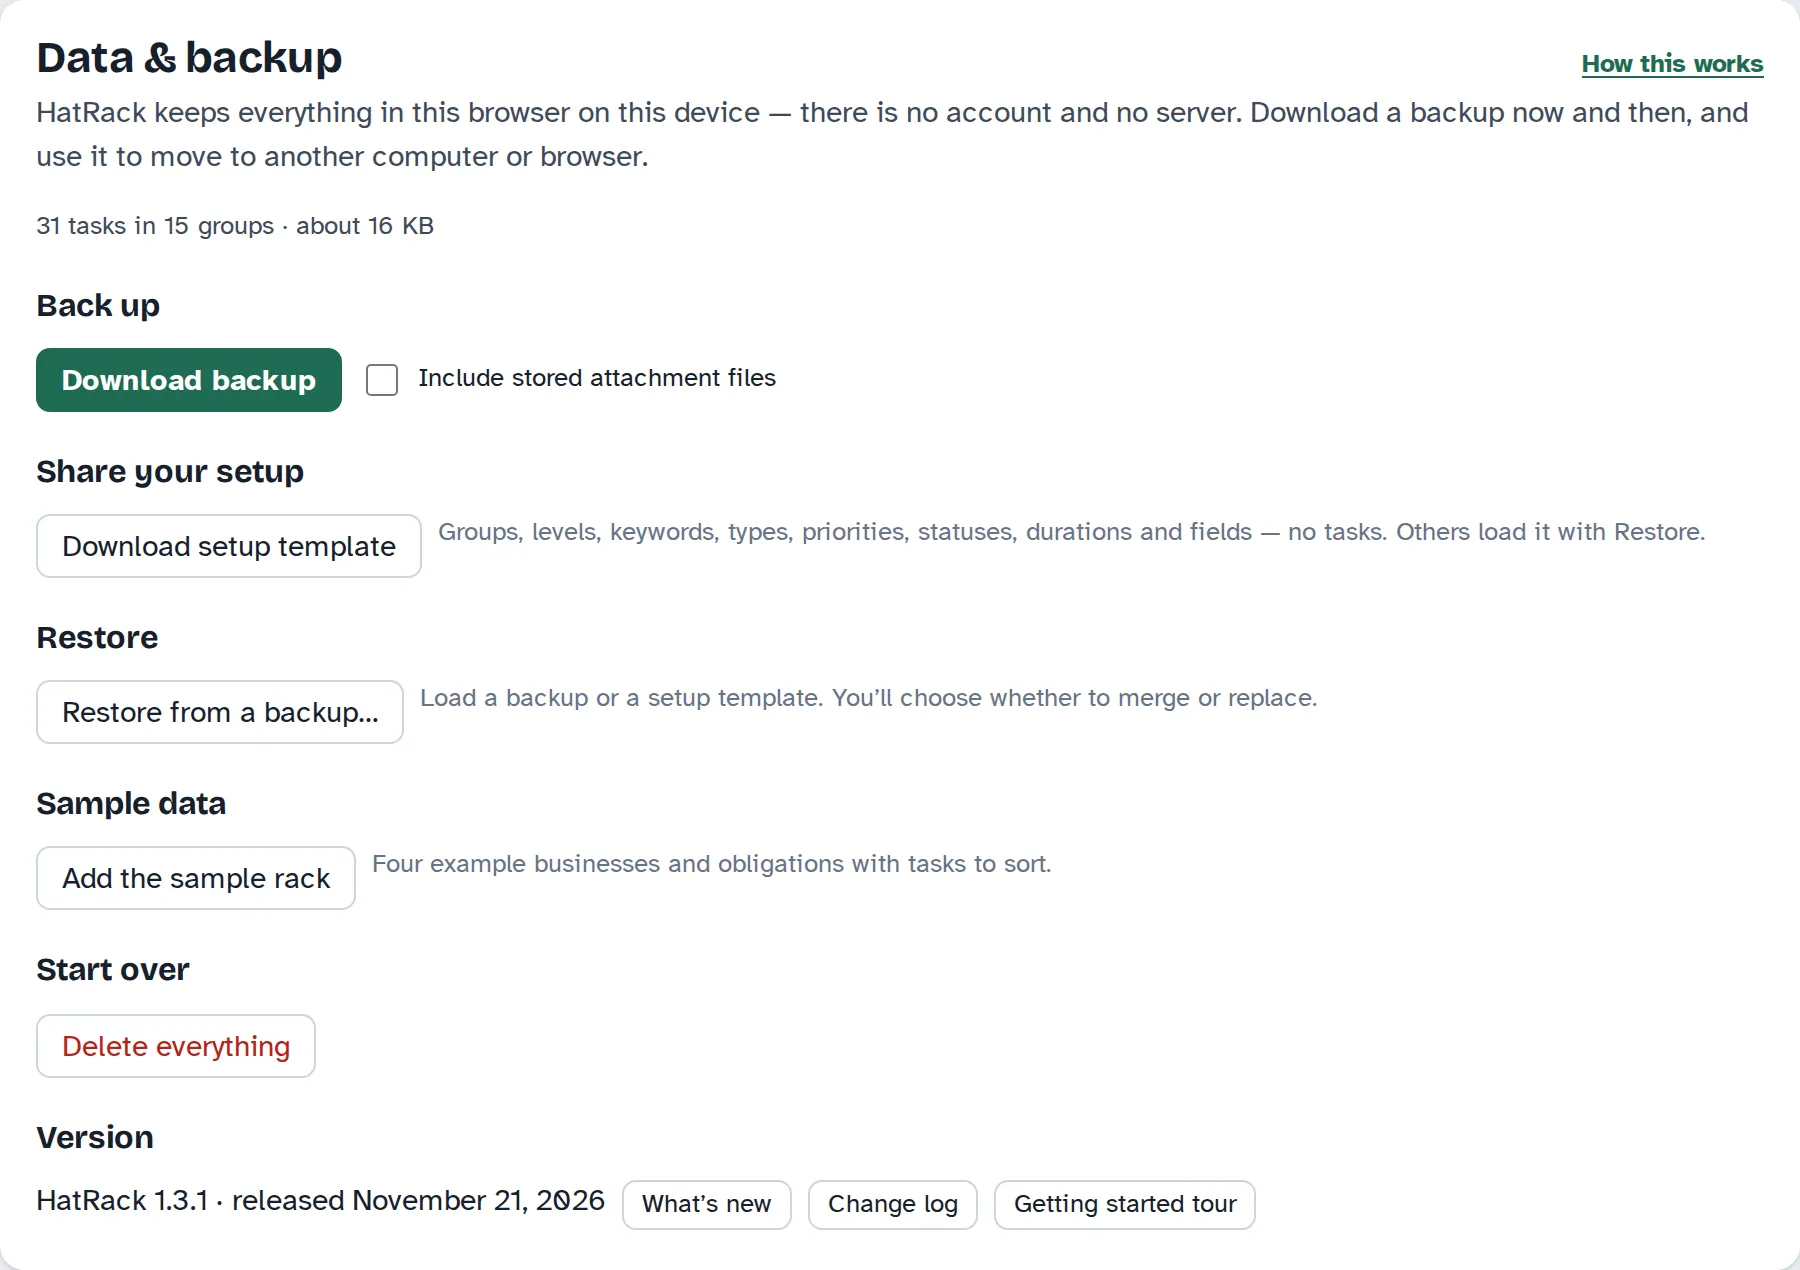 Data & backup
How this works
HatRack keeps everything in this browser on this device — there is no account and no server. Download a backup now and then, and
use it to move to another computer or browser.
31 tasks in 15 groups · about 16 KB
Back up
Download backup
Include stored attachment files
Share your setup
Download setup template
Groups, levels, keywords, types, priorities, statuses, durations and fields — no tasks. Others load it with Restore.
Restore
Restore from a backup…
Load a backup or a setup template. You’ll choose whether to merge or replace.
Sample data
Add the sample rack
Four example businesses and obligations with tasks to sort.
Start over
Delete everything
Version
HatRack 1.3.1 · released November 21, 2026
What’s new
Change log
Getting started tour